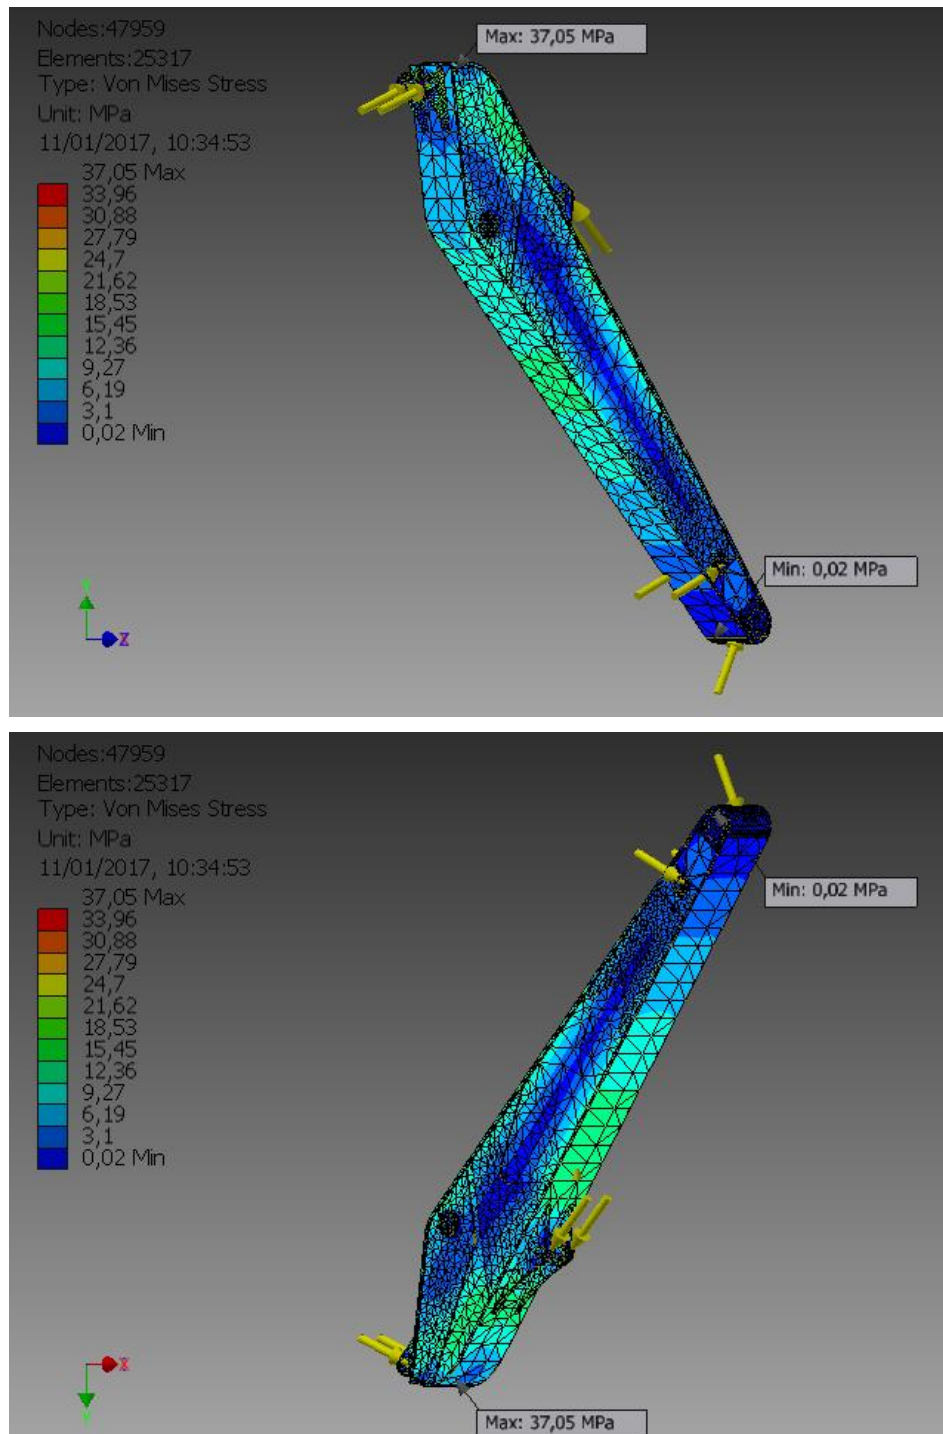 Nodes:47959
Elements:25317
Type: Von Mises Stress
Unit: MPa
11/01/2017, 10:34:53
37,05 Max
33,96
30,88
27,79
24,7
21,62
18,53
15,45
12,36
9,27
6,19
3,1
0,02 Min
Max: 37,05 MPa
Min: 0,02 MPa
Y
Z
Nodes:47959
Elements:25317
Type: Von Mises Stress
Unit: MPa
11/01/2017, 10:34:53
37,05 Max
33,96
30,88
27,79
24,7
21,62
18,53
15,45
12,36
9,27
6,19
3,1
0,02 Min
Min: 0,02 MPa
X
Y
Max: 37,05 MPa